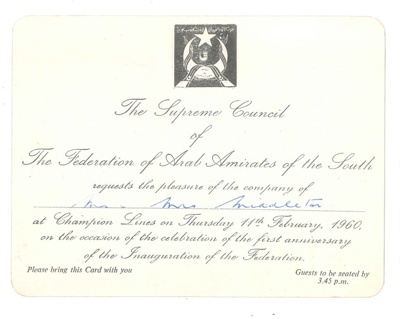 The Supreme Council
of
The Federation of Arab Amirates of the South
requests the pleasure of the company of
Mr. Mrs Middleton
at Champion Lines on Thursday 11th February, 1960.
on the occasion of the celebration of the first anniversary
of the Inauguration of the Federation.
Please bring this Card with you
Guests to be seated by
3.45 p.m.